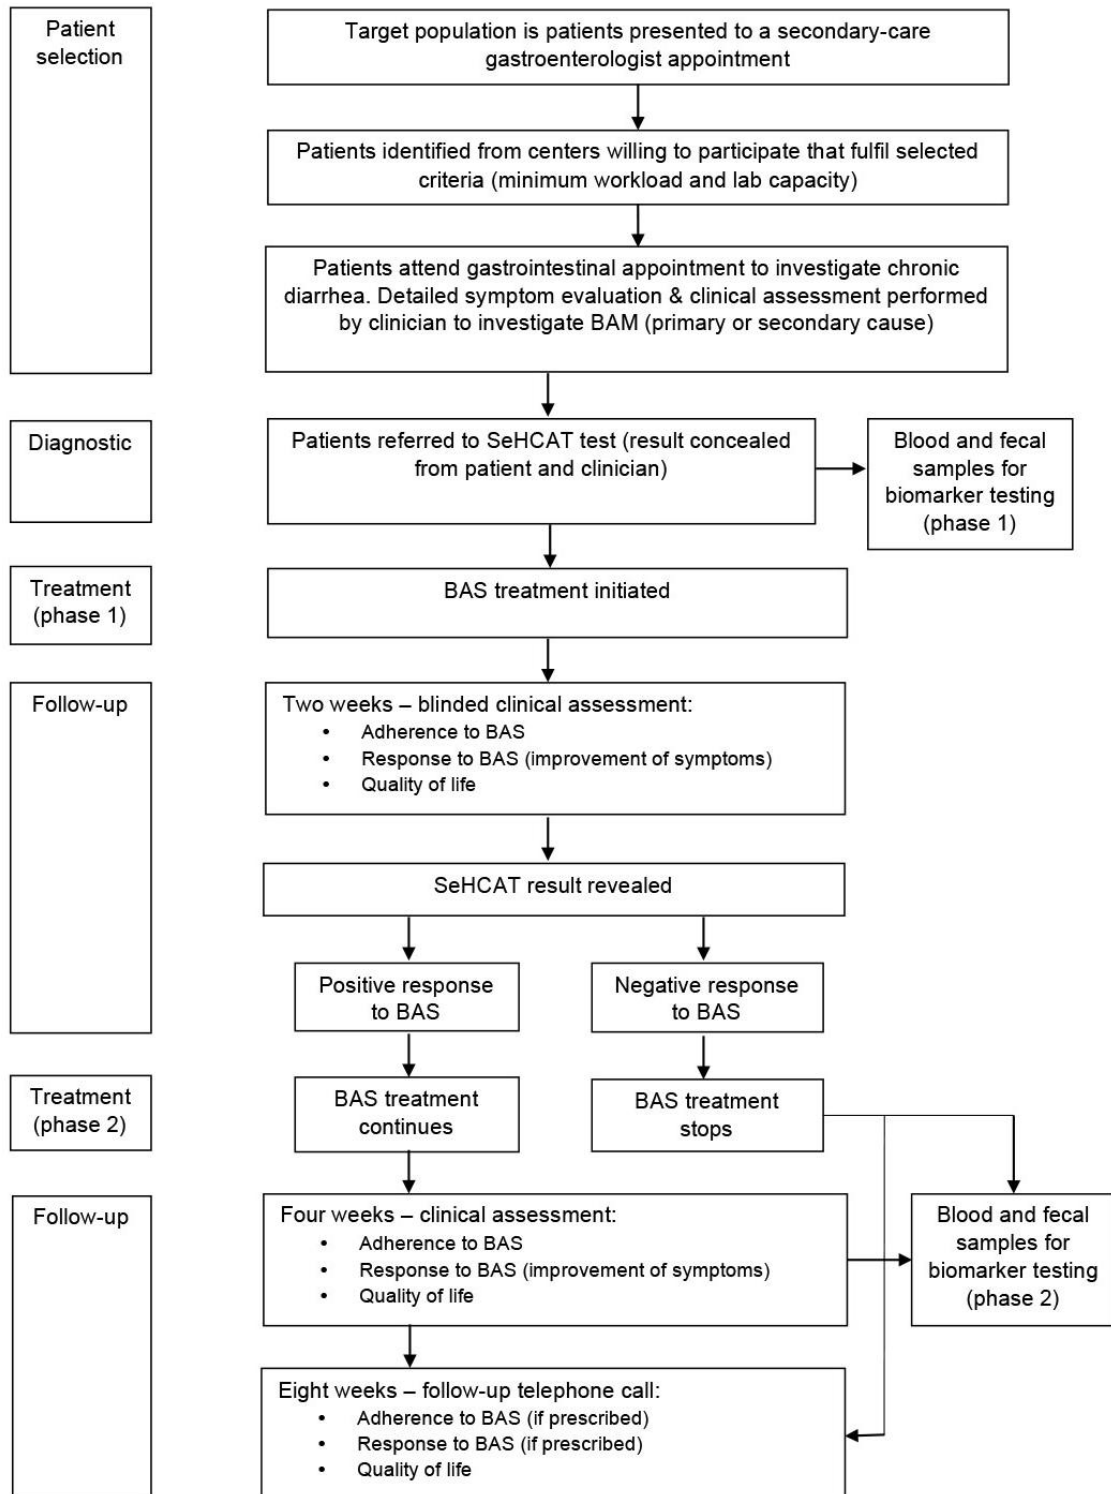 Patient
selection
Target population is patients presented to a secondary-care
gastroenterologist appointment
Patients identified from centers willing to participate that fulfil selected
criteria (minimum workload and lab capacity)
Patients attend gastrointestinal appointment to investigate chronic
diarrhea. Detailed symptom evaluation & clinical assessment performed
by clinician to investigate BAM (primary or secondary cause)
Diagnostic
Patients referred to SeHCAT test (result concealed
from patient and clinician)
Blood and fecal
samples for
biomarker testing
(phase 1)
Treatment
(phase 1)
BAS treatment initiated
Follow-up
Two weeks – blinded clinical assessment:
• Adherence to BAS
• Response to BAS (improvement of symptoms)
• Quality of life
SeHCAT result revealed
Positive response
to BAS
Negative response
to BAS
Treatment
(phase 2)
BAS treatment
continues
BAS treatment
stops
Follow-up
Four weeks – clinical assessment:
• Adherence to BAS
• Response to BAS (improvement of symptoms)
• Quality of life
Blood and fecal
samples for
biomarker testing
(phase 2)
Eight weeks – follow-up telephone call:
• Adherence to BAS (if prescribed)
• Response to BAS (if prescribed)
• Quality of life